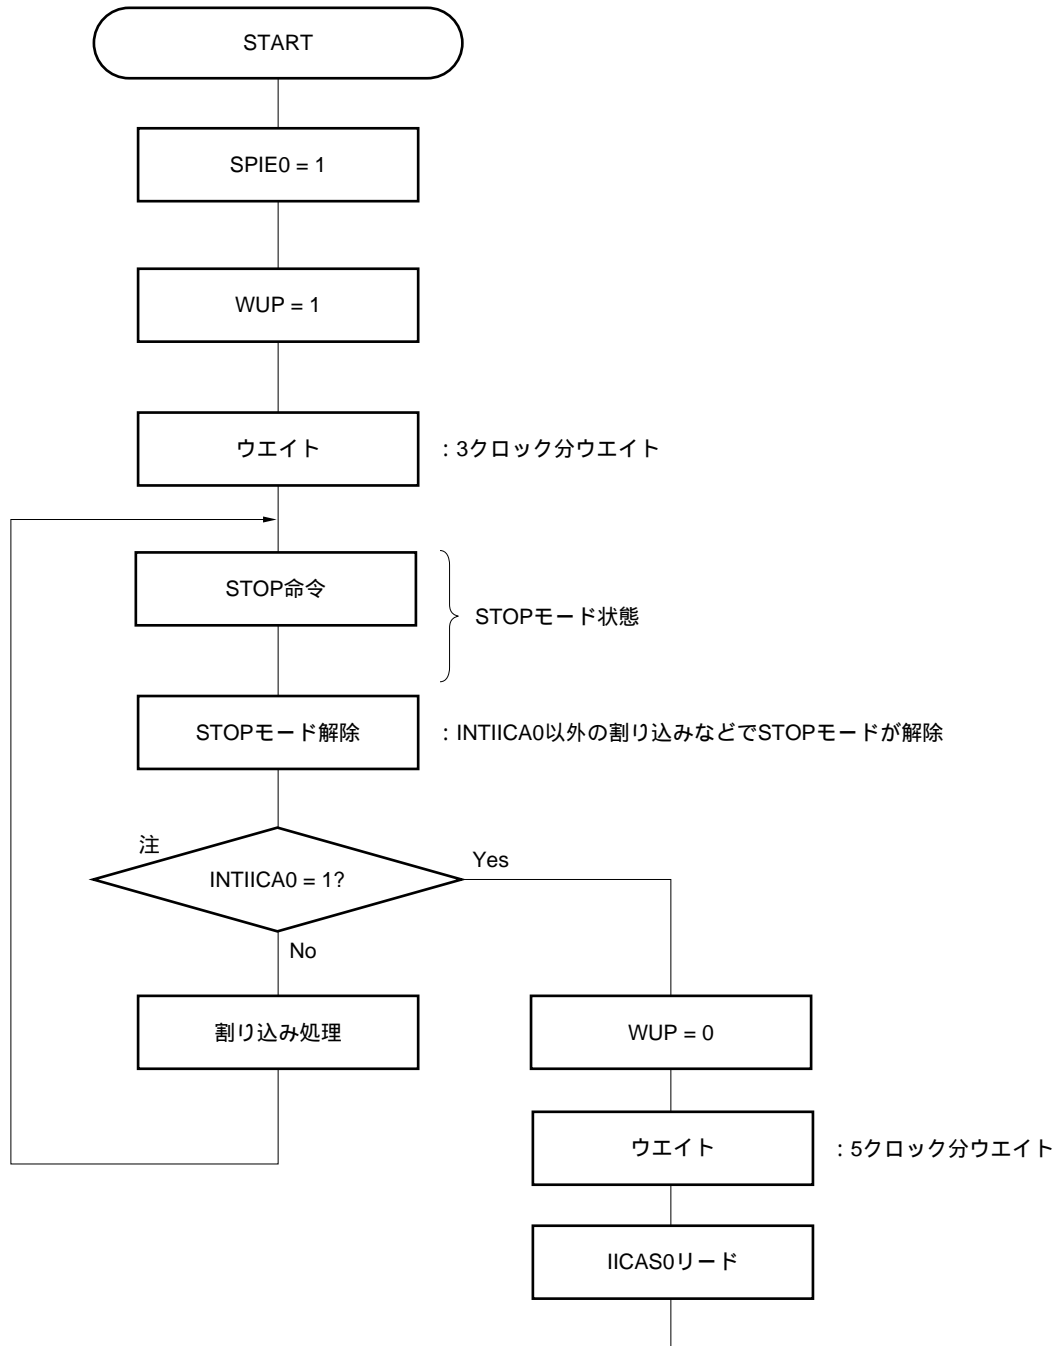 START
SPIE0 = 1
WUP = 1
ウエイト
：3クロック分ウエイト
STOP命令
STOPモード状態
STOPモード解除
：INTIICA0以外の割り込みなどでSTOPモードが解除
注
INTIICA0 = 1?
Yes
No
割り込み処理
WUP = 0
ウエイト
：5クロック分ウエイト
IICAS0リード